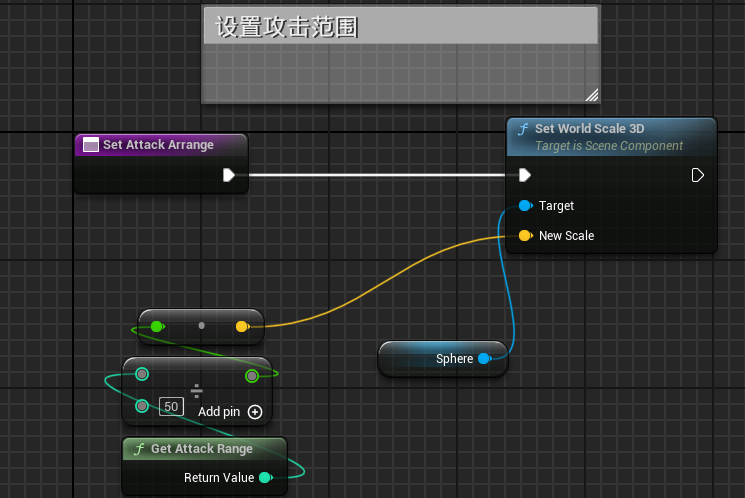 设置攻击范围
Set Attack Arrange
Set World Scale 3D
Target is Scene Component
Target
New Scale
Sphere
÷
50
Add pin
Get Attack Range
Return Value